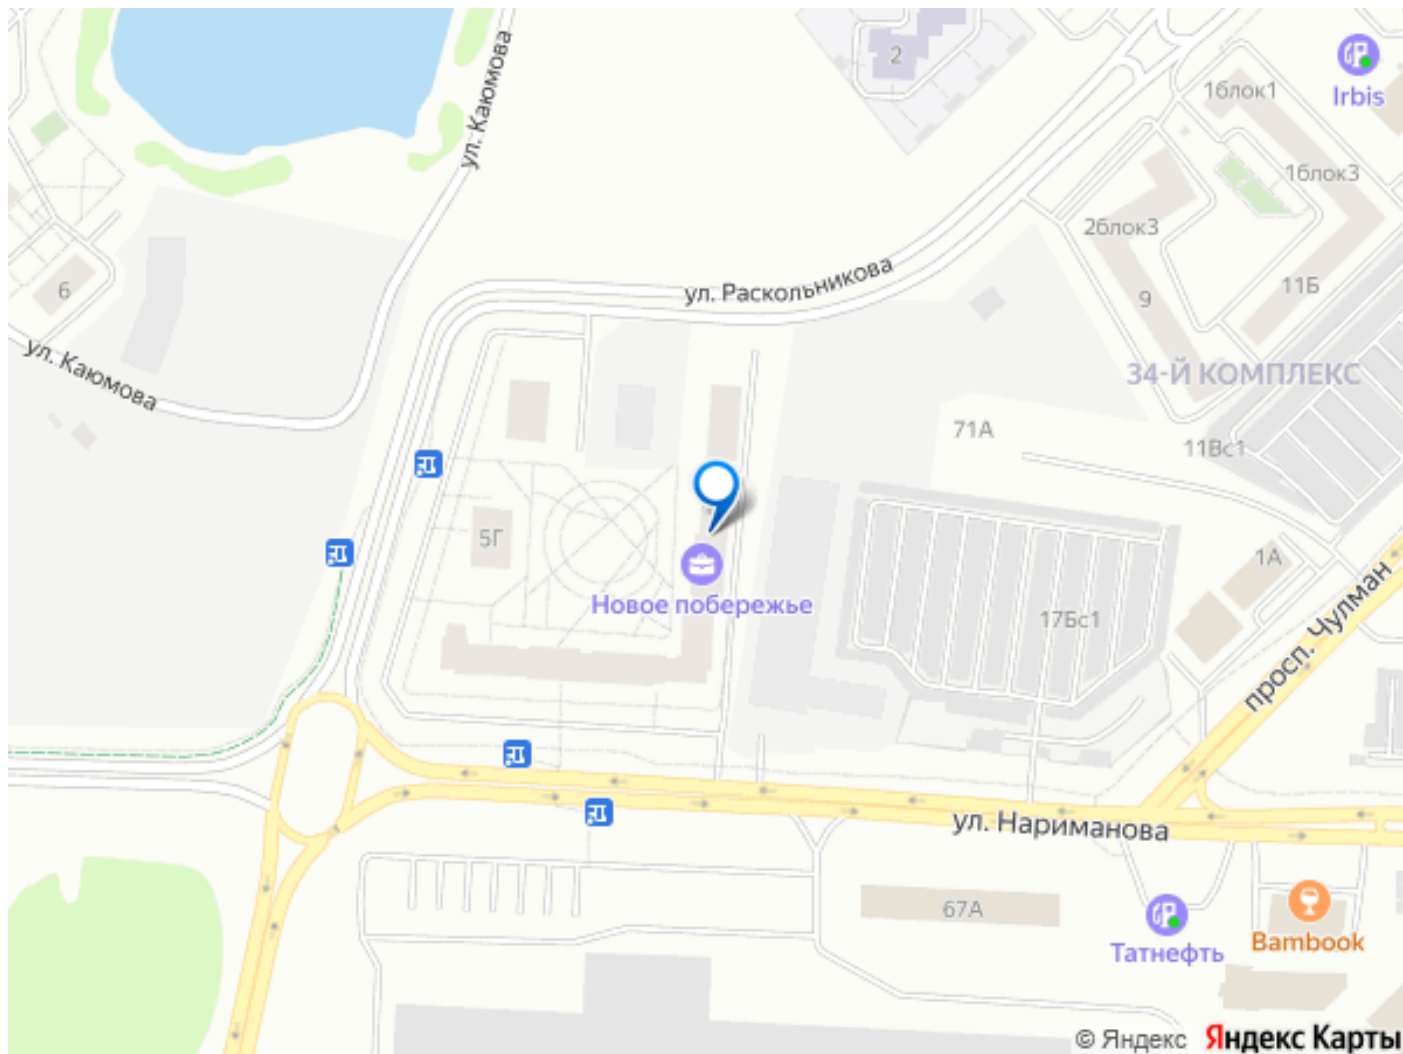 2
1блок1
Irbis
ул. Каюмова
1блок3
2блок3
ул. Раскольникова
6
9
11Б
ул. Каюмова
34-Й КОМПЛЕКС
71А
11Вс1
5Г
1А
Новое побережье
17Бс1
просп. Чулман
ул. Нариманова
67А
Татнефть
Bambook
© Яндекс Яндекс Карты